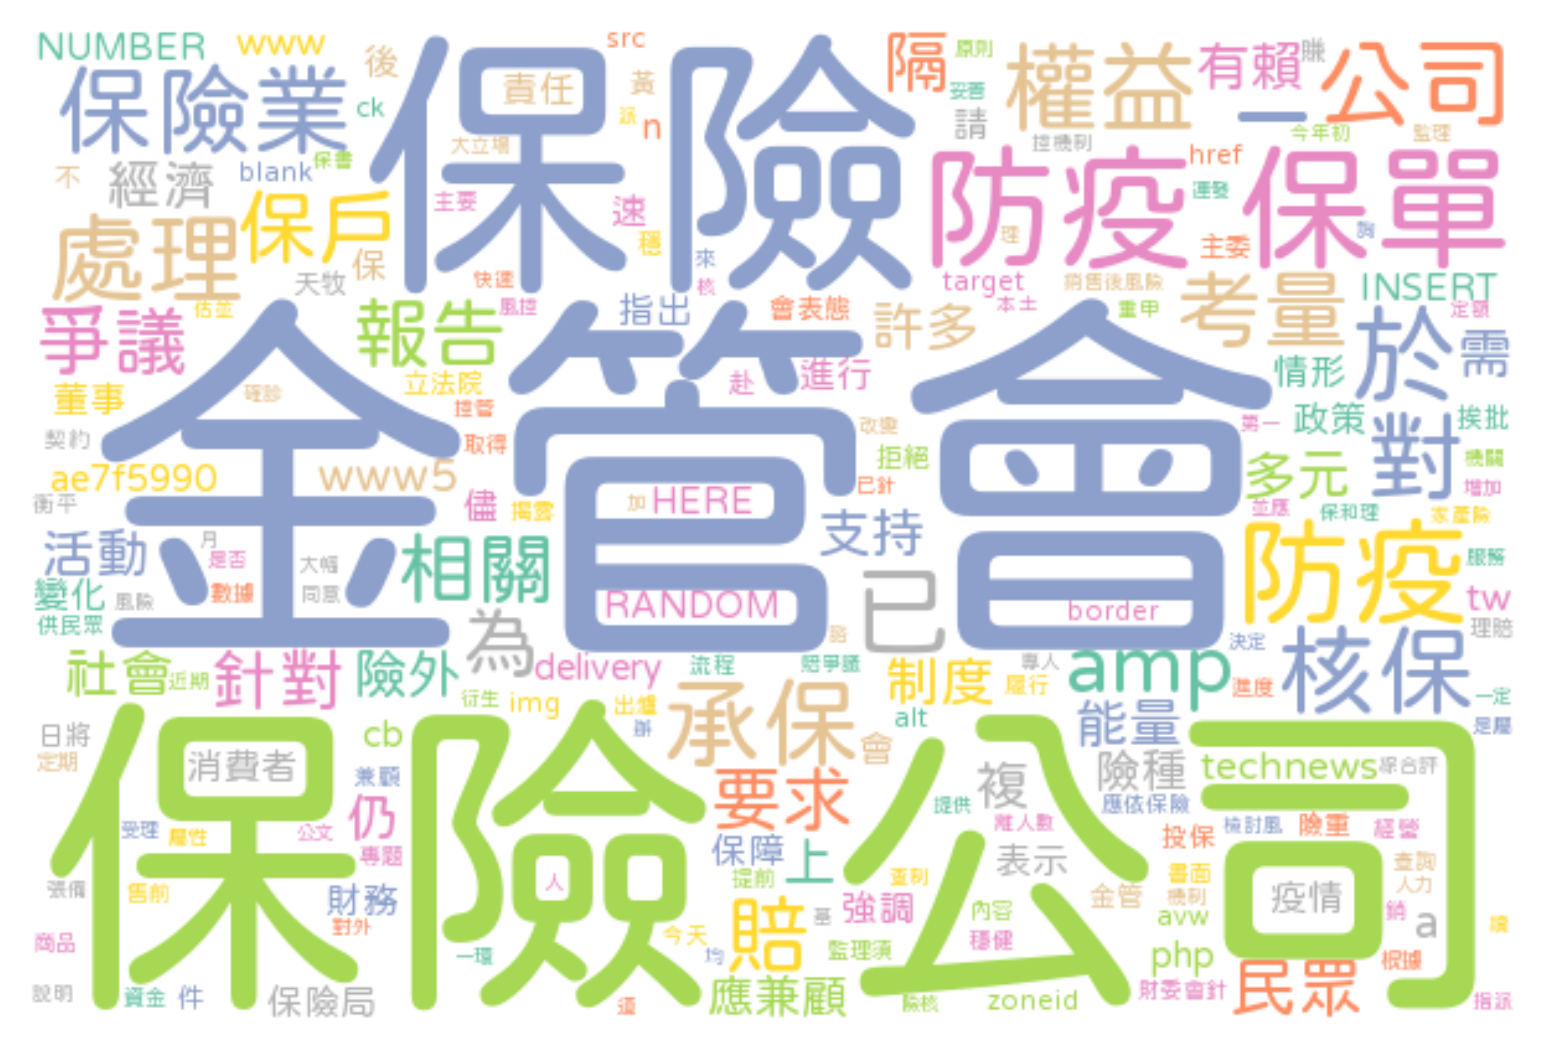 NUMBER www 後 src 隔 原則 權益 有賴 賺 公司
保險業 ck 保險 責任 黃 派 n 妥善 請 控機制 一 今年初 監理
不 經濟 blank 保書 大立場 防疫保單 href
處理 保戶 保 主要 速 穩 理 運發 主委 詢
天牧 快速 來 核 target 銷售後風險 考量 INSERT
估並 風控 指出 會表態 本土 重甲 定額
爭議 報告 金管會 許多 於 需
董事 確診 立法院 控管 赴 進行 情形 政策 挨批
契約 取得 改變 第一 對 機關
ae7f5990 www5 拒絕 多元 增加
衡平 儘 揭露 加 HERE 已針 並應 保和理 家產險
活動 月 是否 大幅 相關 支持 防疫 服務
變化 風險 數據 同意 RANDOM 已 border tw
供民眾 為 決定 理賠
社會 近期 針對 險外 delivery 流程 賠爭議 制度 專人 履行 amp 進度 核保 一定
衍生 img 出爐 承保 alt 能量 是屬
日將 cb 會 保險公司
定期 消費者 兼顧 要求 複 險種 technews 綜合評
受理 屬性 公文 仍 提供 離人數 應依保險 檢討風 險重 經營
專題 保障 上 表示 投保 查詢
張備 售前 財務 人 提前 查制 金管 書面 機制 疫情 人力
商品 對外 今天 賠 基 強調 內容 avw 銷 a
一環 均 監理須 穩健 php 根據
說明 資金 件 保險局 道 應兼顧 險核 zoneid 財委會針 民眾 指派